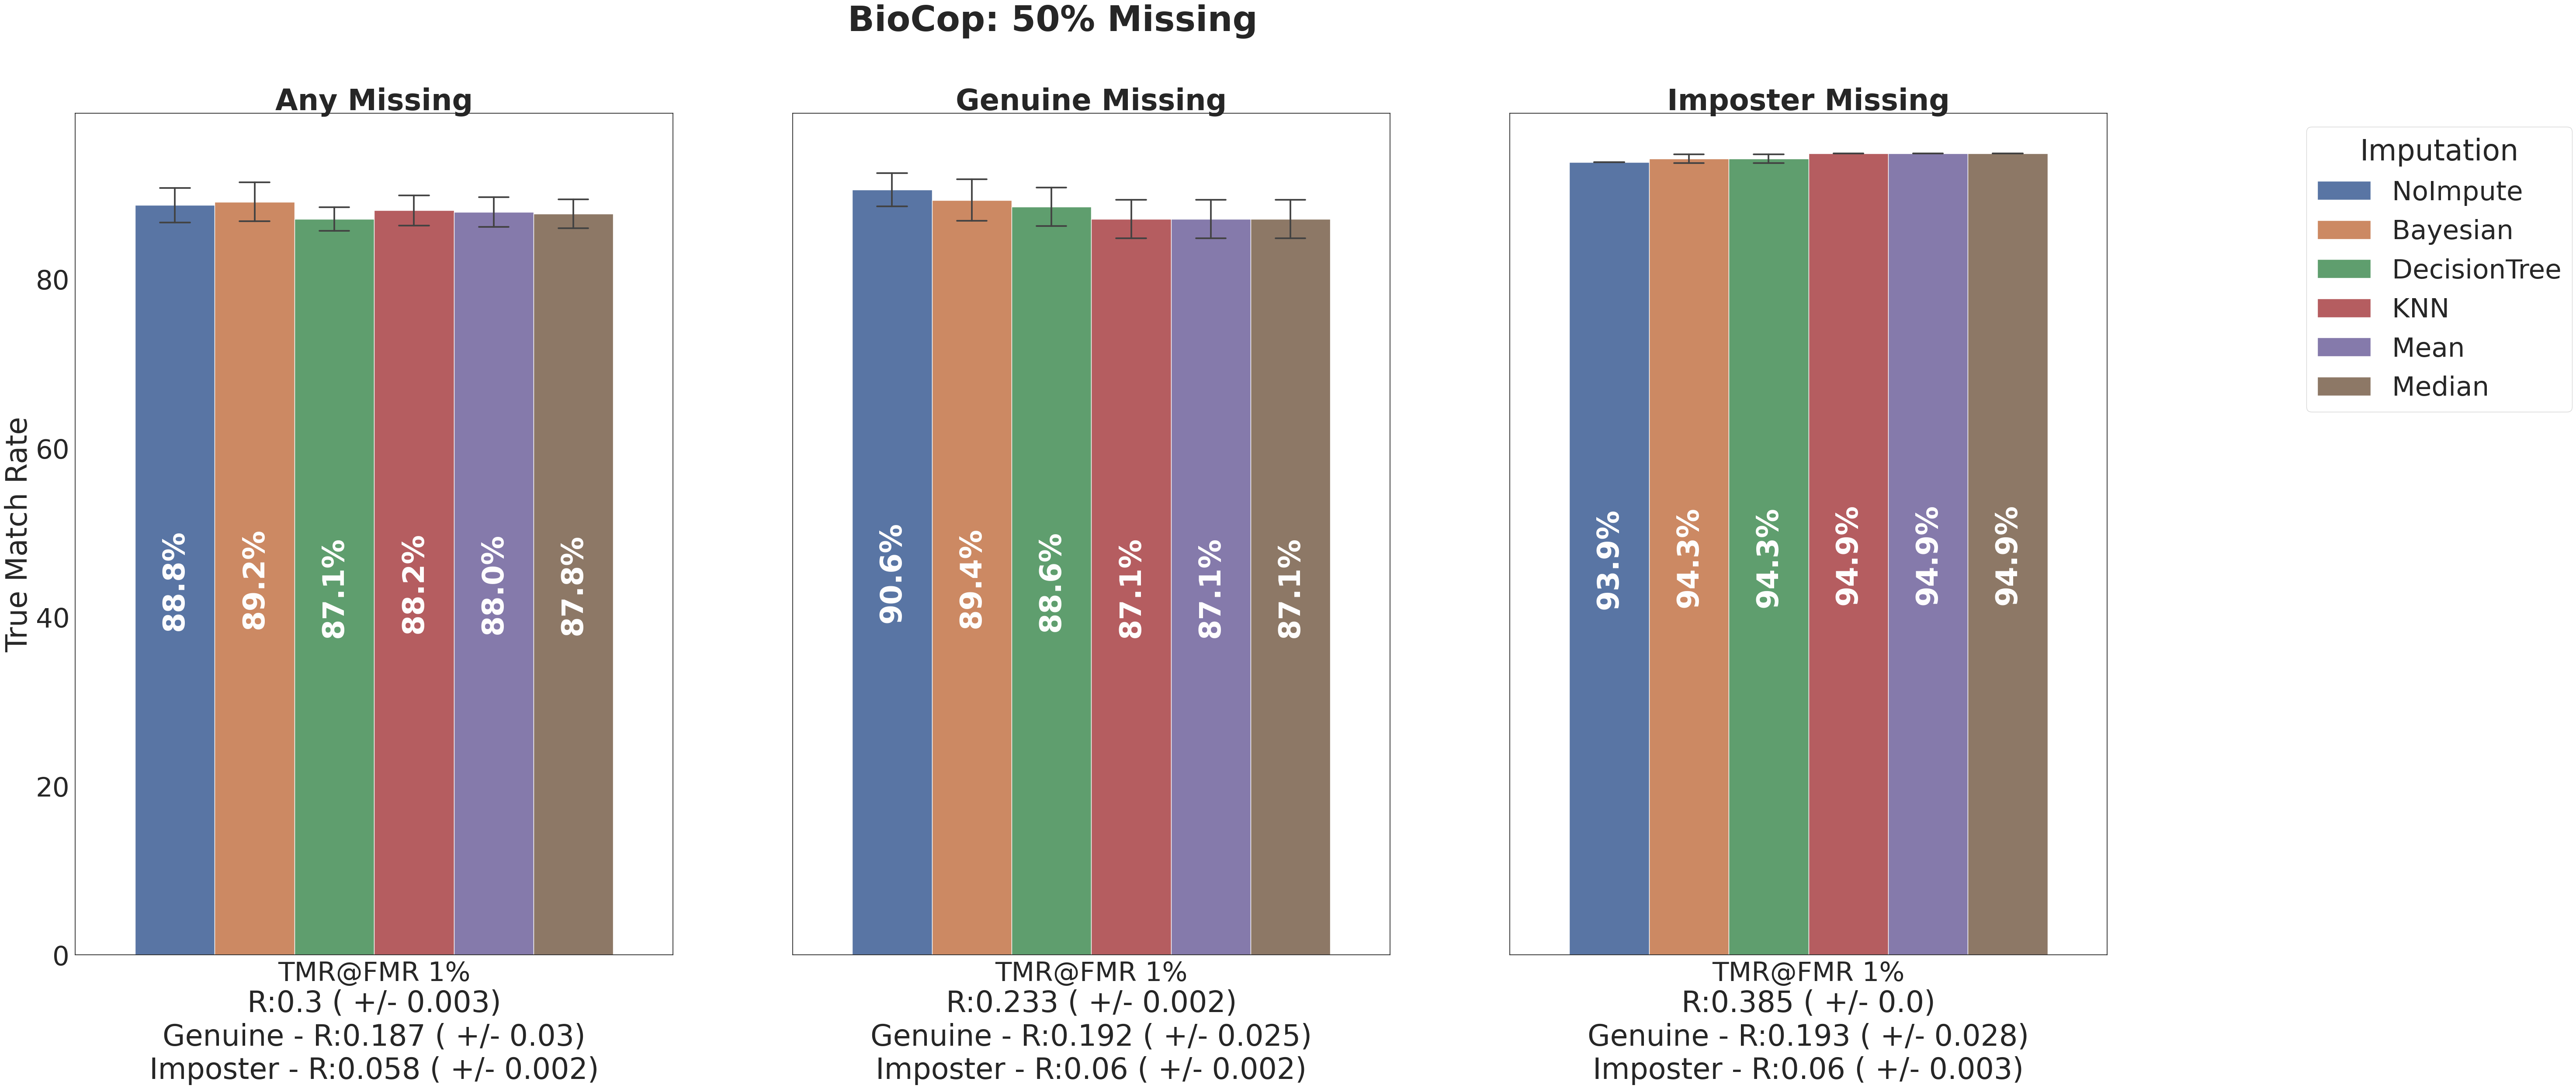 BioCop: 50% Missing
Any Missing
Genuine Missing
Imposter Missing
True Match Rate
80
60
40
20
0
88.8%
89.2%
87.1%
88.2%
88.0%
87.8%
90.6%
89.4%
88.6%
87.1%
87.1%
87.1%
93.9%
94.3%
94.3%
94.9%
94.9%
94.9%
TMR@FMR 1%
R:0.3 ( +/- 0.003)
Genuine - R:0.187 ( +/- 0.03)
Imposter - R:0.058 ( +/- 0.002)
TMR@FMR 1%
R:0.233 ( +/- 0.002)
Genuine - R:0.192 ( +/- 0.025)
Imposter - R:0.06 ( +/- 0.002)
TMR@FMR 1%
R:0.385 ( +/- 0.0)
Genuine - R:0.193 ( +/- 0.028)
Imposter - R:0.06 ( +/- 0.003)
Imputation
NoImpute
Bayesian
DecisionTree
KNN
Mean
Median